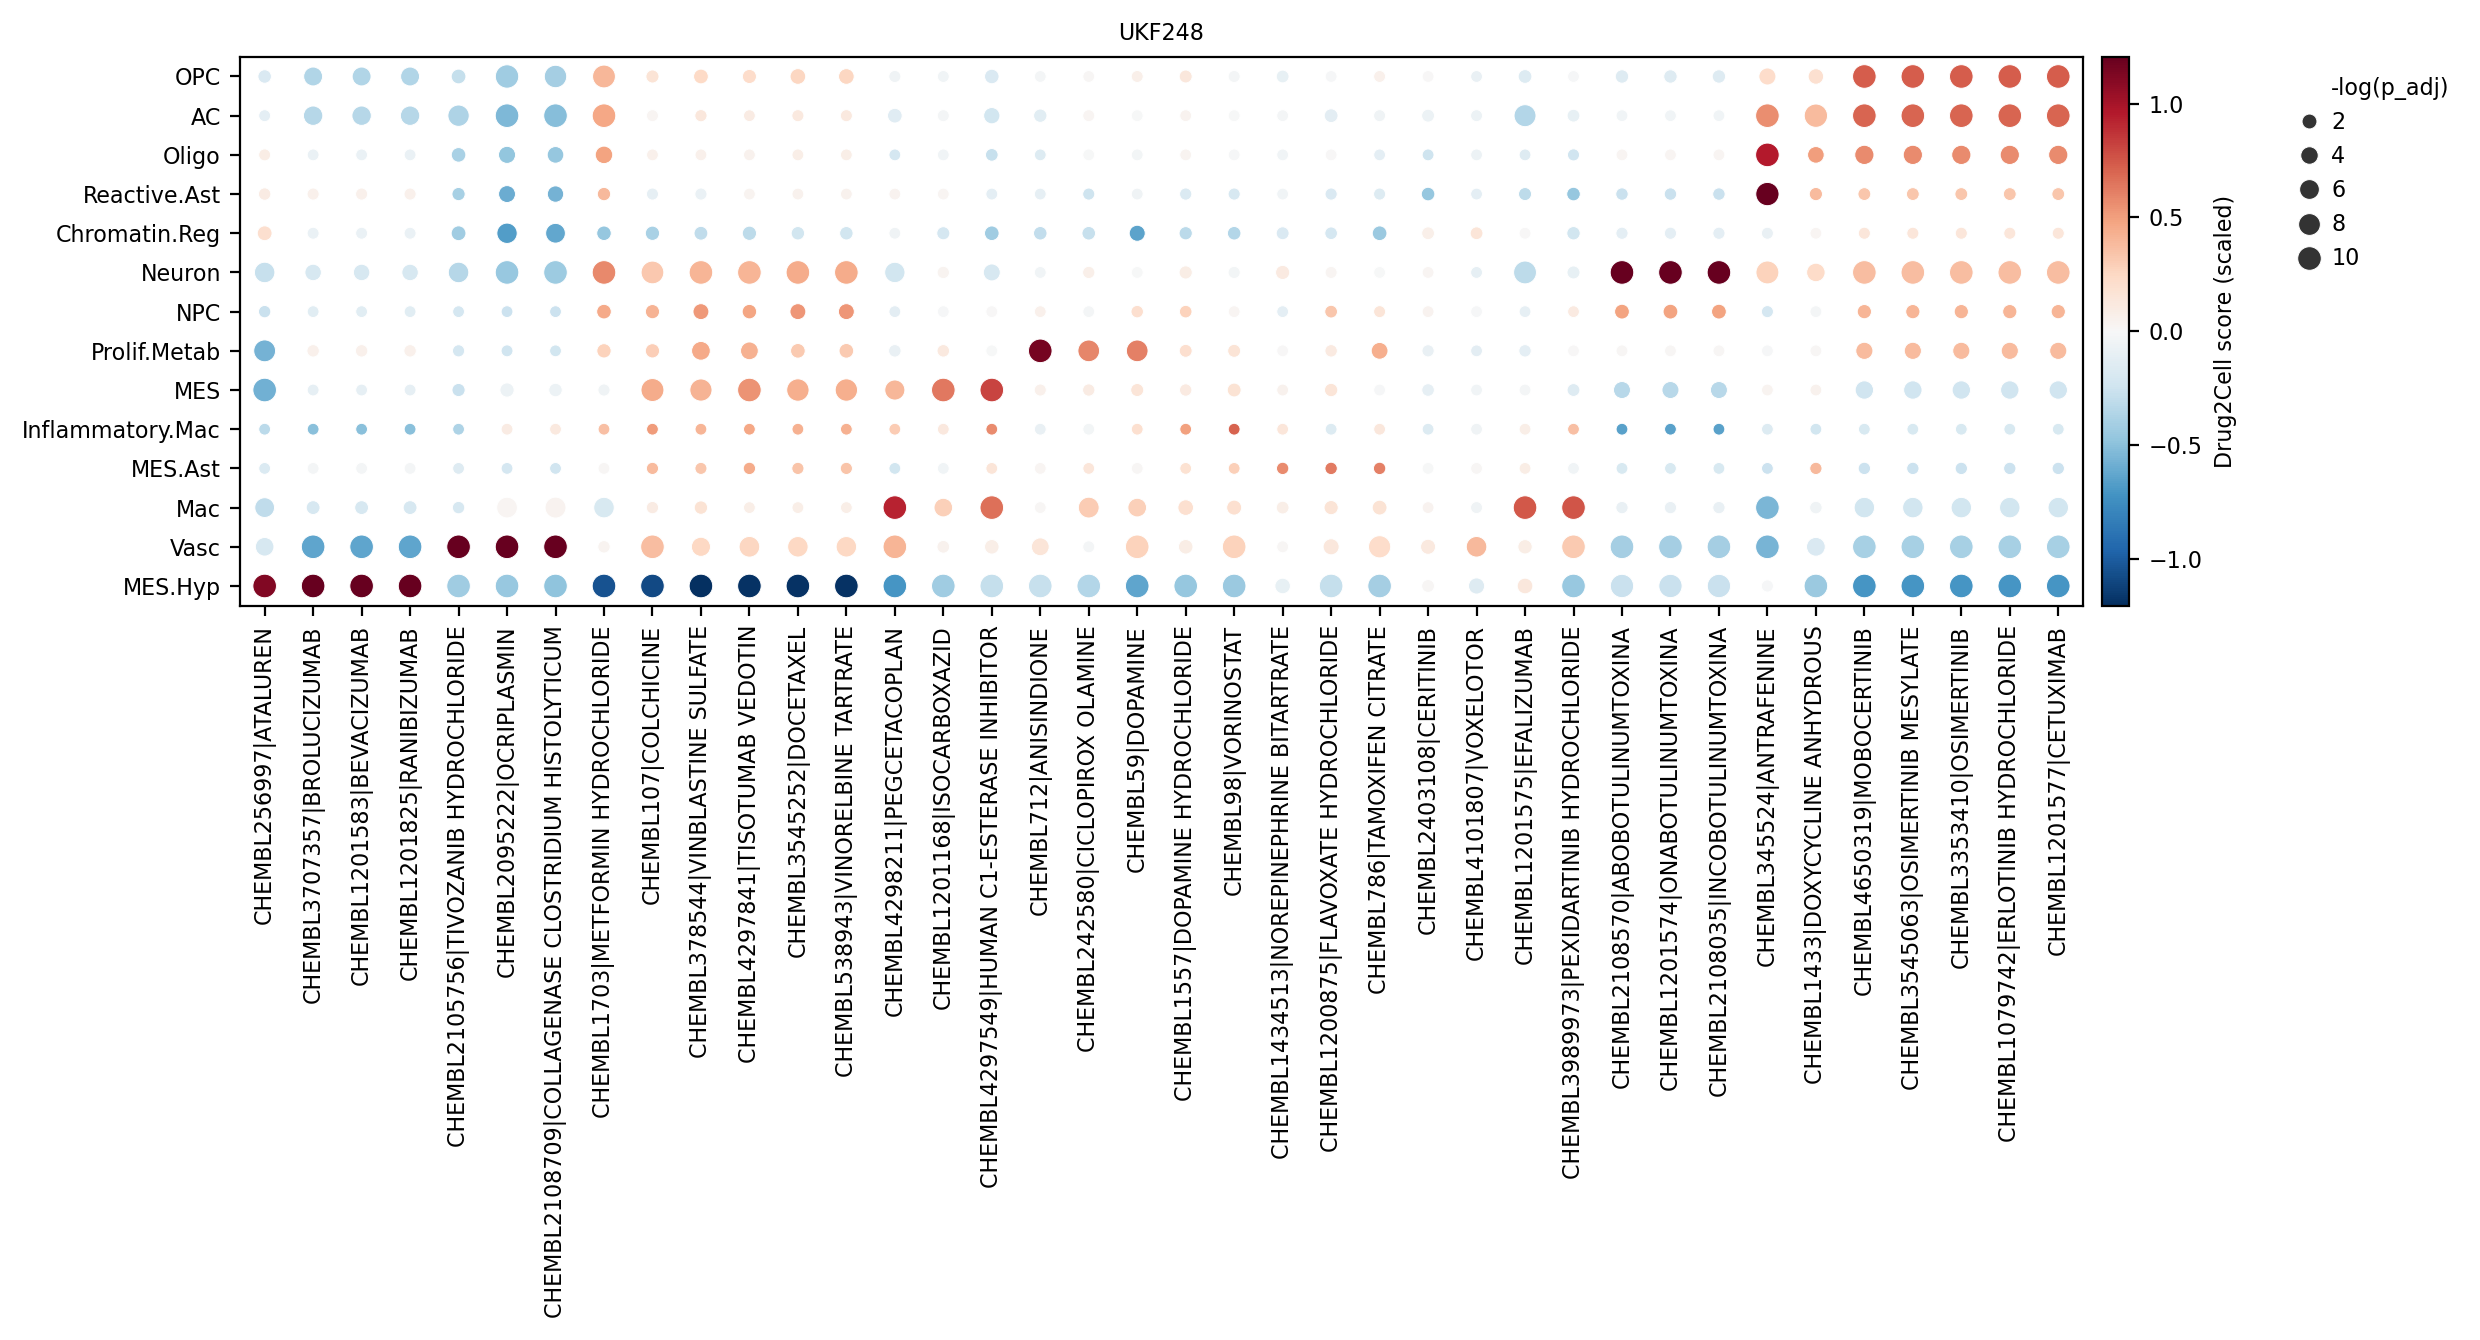 UKF248
OPC
AC
Oligo
Reactive.Ast
Chromatin.Reg
Neuron
NPC
Prolif.Metab
MES
Inflammatory.Mac
MES.Ast
Mac
Vasc
MES.Hyp
CHEMBL256997|ATALUREN
CHEMBL3707357|BROLUCIZUMAB
CHEMBL1201583|BEVACIZUMAB
CHEMBL1201825|RANIBIZUMAB
CHEMBL2105756|TIVOZANIB HYDROCHLORIDE
CHEMBL2095222|OCRIPLASMIN
CHEMBL2108709|COLLAGENASE CLOSTRIDIUM HISTOLYTICUM
CHEMBL1703|METFORMIN HYDROCHLORIDE
CHEMBL107|COLCHICINE
CHEMBL378544|VINBLASTINE SULFATE
CHEMBL4297841|TISOTUMAB VEDOTIN
CHEMBL3545252|DOCETAXEL
CHEMBL538943|VINORELBINE TARTRATE
CHEMBL4298211|PEGCETACOPLAN
CHEMBL1201168|ISOCARBOXAZID
CHEMBL4297549|HUMAN C1-ESTERASE INHIBITOR
CHEMBL712|ANISINDIONE
CHEMBL242580|CICLOPIROX OLAMINE
CHEMBL59|DOPAMINE
CHEMBL1557|DOPAMINE HYDROCHLORIDE
CHEMBL98|VORINOSTAT
CHEMBL1434513|NOREPINEPHRINE BITARTRATE
CHEMBL1200875|FLAVOXATE HYDROCHLORIDE
CHEMBL786|TAMOXIFEN CITRATE
CHEMBL2403108|CERITINIB
CHEMBL4101807|VOXELOTOR
CHEMBL1201575|EFALIZUMAB
CHEMBL3989973|PEXIDARTINIB HYDROCHLORIDE
CHEMBL2108570|ABOBOTULINUMTOXINA
CHEMBL1201574|ONABOTULINUMTOXINA
CHEMBL2108035|INCOBOTULINUMTOXINA
CHEMBL345524|ANTRAFENINE
CHEMBL1433|DOXYCYCLINE ANHYDROUS
CHEMBL4650319|MOBOCERTINIB
CHEMBL3545063|OSIMERTINIB MESYLATE
CHEMBL3353410|OSIMERTINIB
CHEMBL1079742|ERLOTINIB HYDROCHLORIDE
CHEMBL1201577|CETUXIMAB
1.0
0.5
0.0
−0.5
−1.0
Drug2Cell score (scaled)
-log(p_adj)
2
4
6
8
10